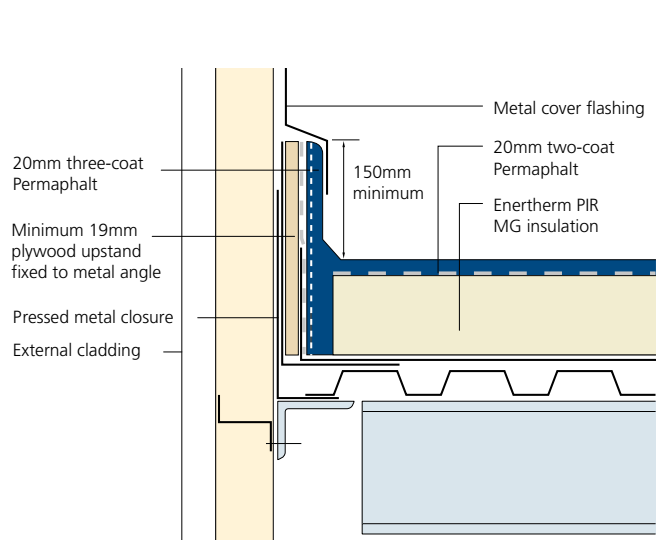 Metal cover flashing
20mm three-coat
Permaphalt
150mm
minimum
20mm two-coat
Permaphalt
Enertherm PIR
MG insulation
Minimum 19mm
plywood upstand
fixed to metal angle
Pressed metal closure
External cladding